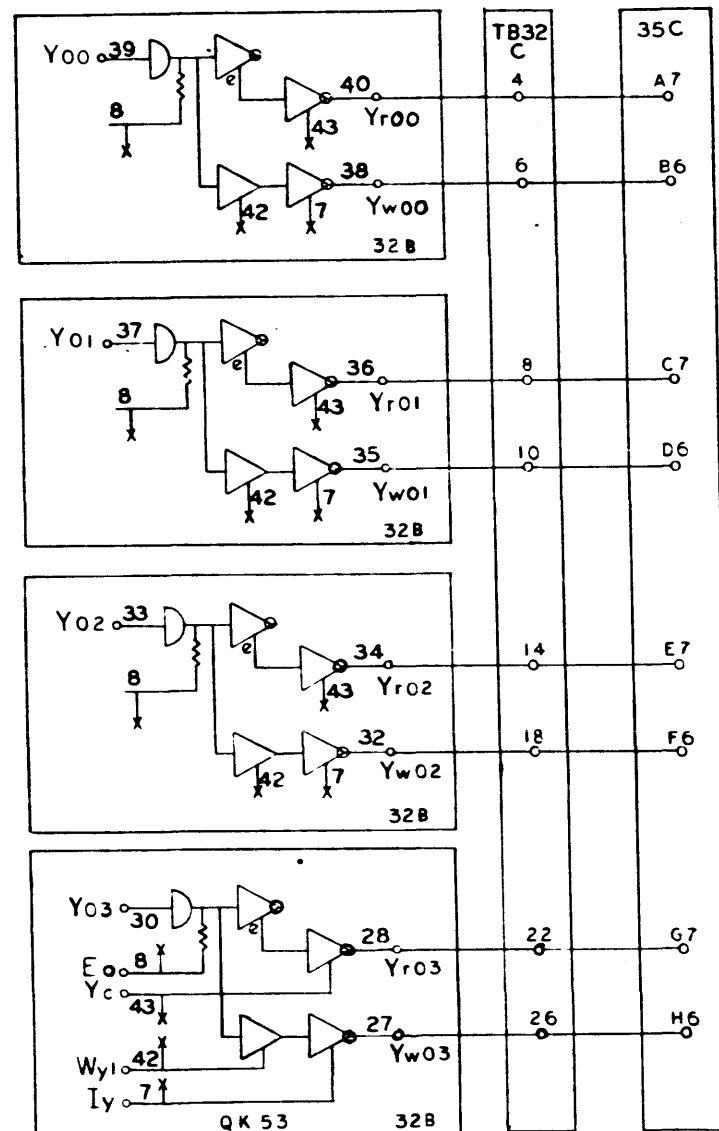 TB32 35C
C
Y00 39 40 4 A7
e
8 43 Yr00
38 6 B6
42 7 Yw00
32B
Y01 37 36 8 C7
e
8 43 Yr01
35 10 D6
42 7 Yw01
32B
Y02 33 34 14 E7
e
8 43 Yr02
32 18 F6
42 7 Yw02
32B
Y03 30 28 22 G7
e
E 8 Yr03
Yc 43
27 26 H6
Wy1 42 Yw03
Iy 7
QK53 32B